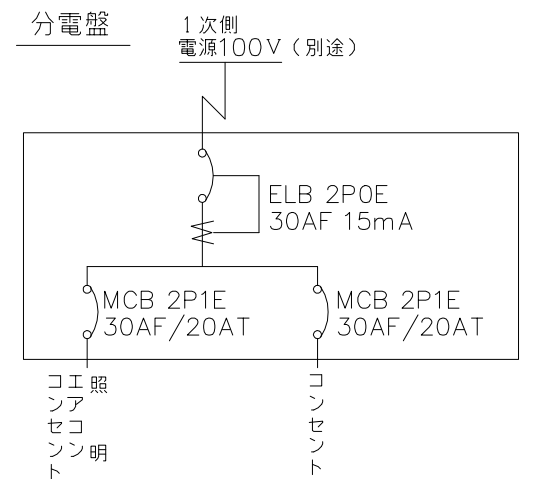 分電盤
1次側
電源100V(別途)
ELB 2P0E
30AF 15mA
MCB 2P1E
30AF/20AT
MCB 2P1E
30AF/20AT
照明
エアコン
コンセント
コンセント